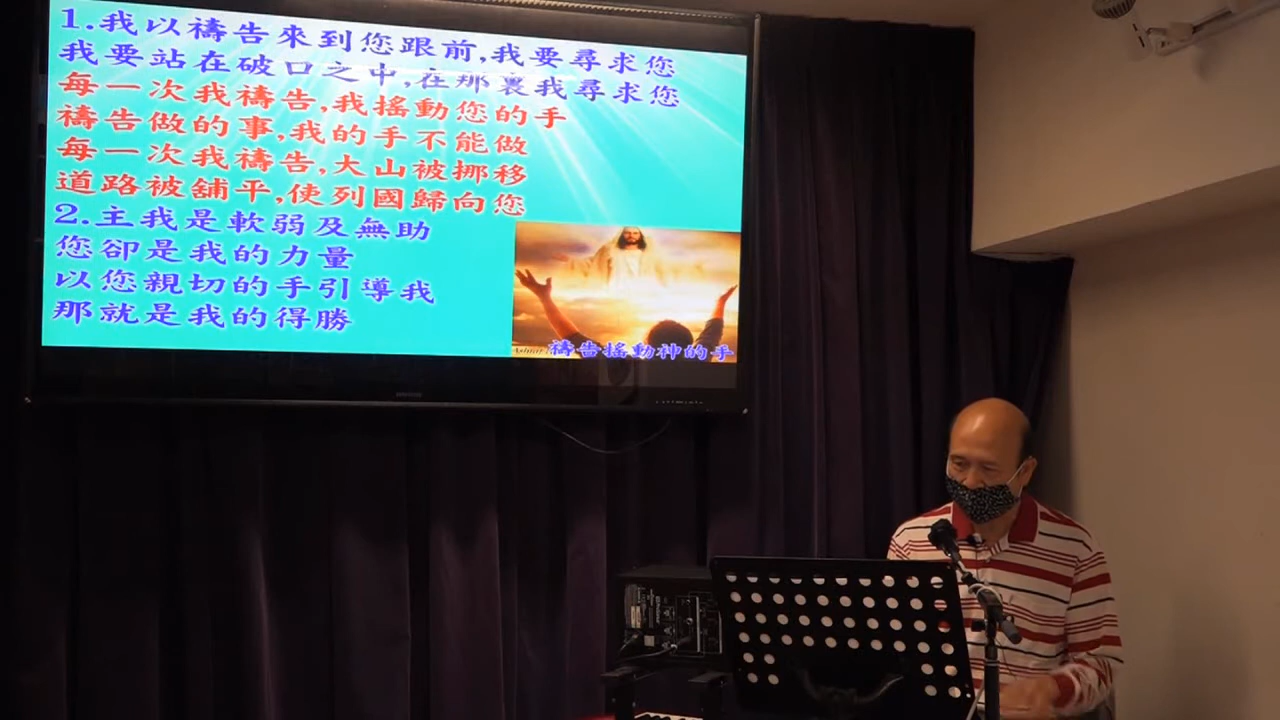 1.我以禱告來到您跟前,我要尋求您
我要站在破口之中,在那裏我尋求您
每一次我禱告,我搖動您的手
禱告做的事,我的手不能做
每一次我禱告,大山被挪移
道路被舖平,使列國歸向您
2.主我是軟弱及無助
您卻是我的力量
以您親切的手引導我
那就是我的得勝
禱告搖動神的手